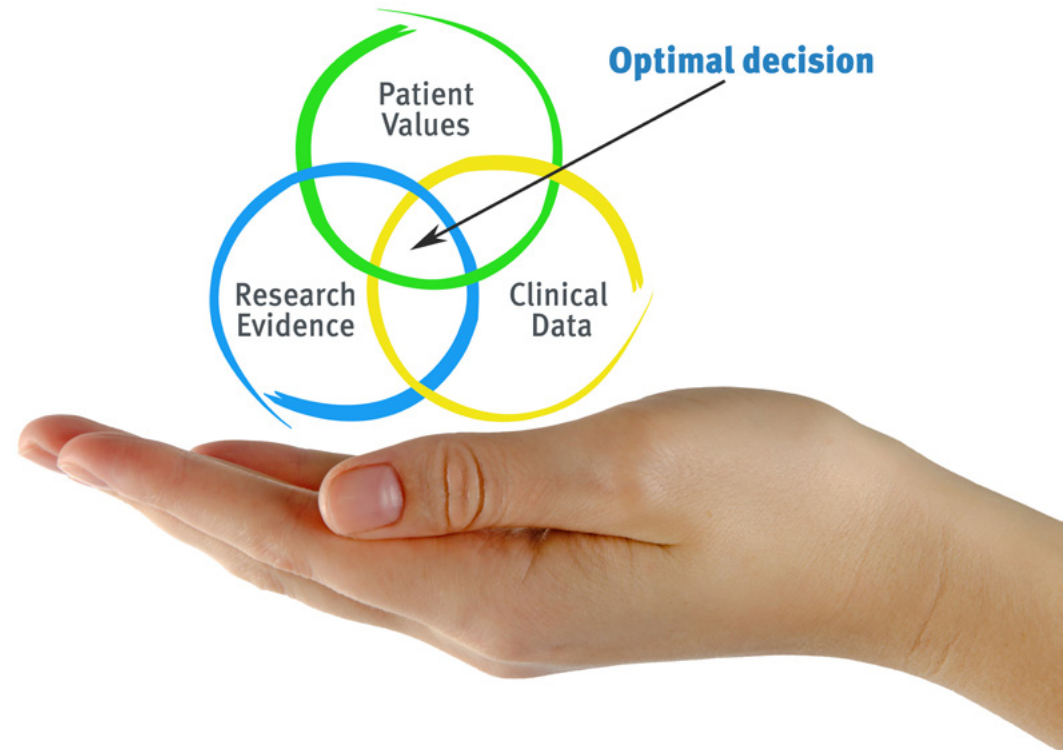 Optimal decision
Patient
Values
Research
Evidence
Clinical
Data